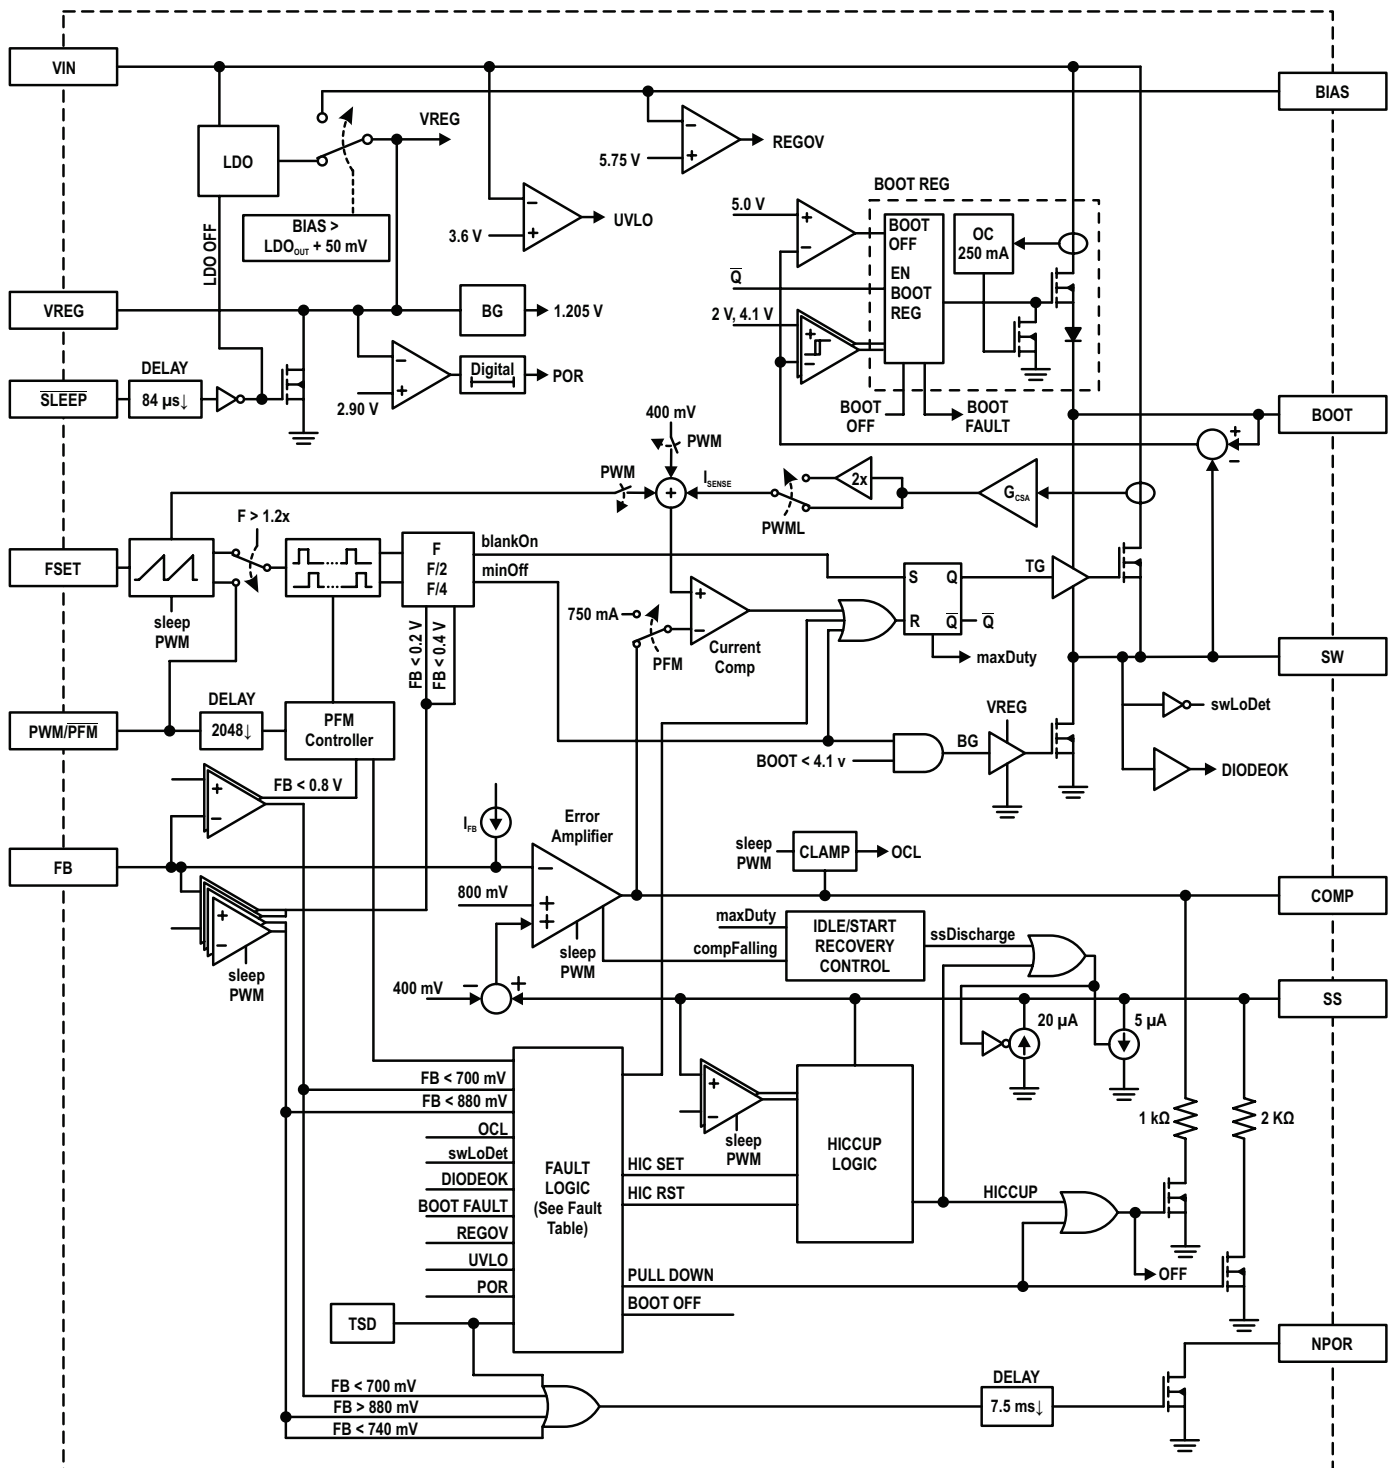 VIN
BIAS
LDO
VREG
5.75 V
REGOV
BOOT REG
BIAS >
LDO_OUT + 50 mV
LDO OFF
3.6 V
UVLO
5.0 V
BOOT
OFF
EN
BOOT
REG
OC
250 mA
Q̅
2 V, 4.1 V
VREG
BG
1.205 V
Digital
POR
2.90 V
SLEEP
DELAY
84 µs↓
BOOT
OFF
BOOT
FAULT
BOOT
+
−
400 mV
PWM
PWM
+
I_SENSE
2x
G_CSA
PWML
F > 1.2x
FSET
sleep
PWM
F
F/2
F/4
blankOn
minOff
FB < 0.2 V
FB < 0.4 V
750 mA
PFM
Current
Comp
S
Q
R
Q̅
Q̅
maxDuty
TG
SW
swLoDet
DIODEOK
PWM/PFM
DELAY
2048↓
PFM
Controller
VREG
BG
BOOT < 4.1 v
FB < 0.8 V
I_FB
Error
Amplifier
sleep
PWM
CLAMP
OCL
FB
800 mV
COMP
sleep
PWM
sleep
PWM
maxDuty
compFalling
IDLE/START
RECOVERY
CONTROL
ssDischarge
400 mV
−
+
SS
20 µA
5 µA
FB < 700 mV
FB < 880 mV
OCL
swLoDet
DIODEOK
BOOT FAULT
REGOV
UVLO
POR
TSD
FAULT
LOGIC
(See Fault
Table)
HIC SET
HIC RST
PULL DOWN
BOOT OFF
sleep
PWM
HICCUP
LOGIC
HICCUP
1 kΩ
2 KΩ
OFF
NPOR
FB < 700 mV
FB > 880 mV
FB < 740 mV
DELAY
7.5 ms↓